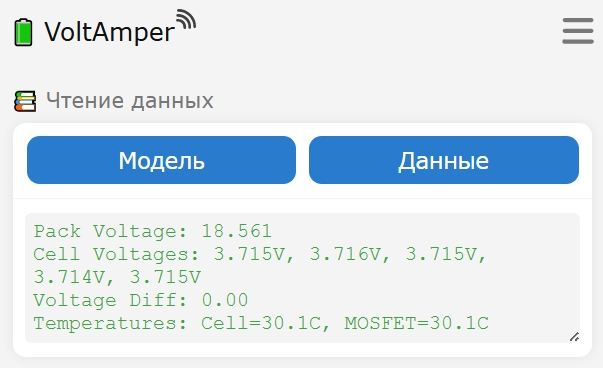 VoltAmper
Чтение данных
Модель
Данные
Pack Voltage: 18.561
Cell Voltages: 3.715V, 3.716V, 3.715V,
3.714V, 3.715V
Voltage Diff: 0.00
Temperatures: Cell=30.1C, MOSFET=30.1C